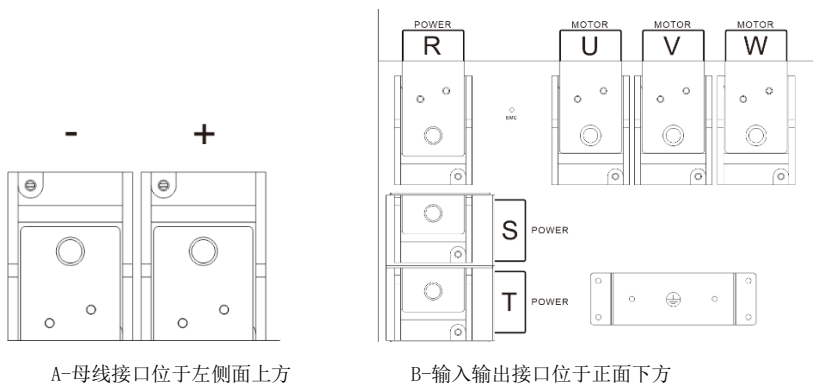 POWER MOTOR MOTOR MOTOR
R U V W
EMC
- +
S POWER
T POWER
A-母线接口位于左侧面上方 B-输入输出接口位于正面下方